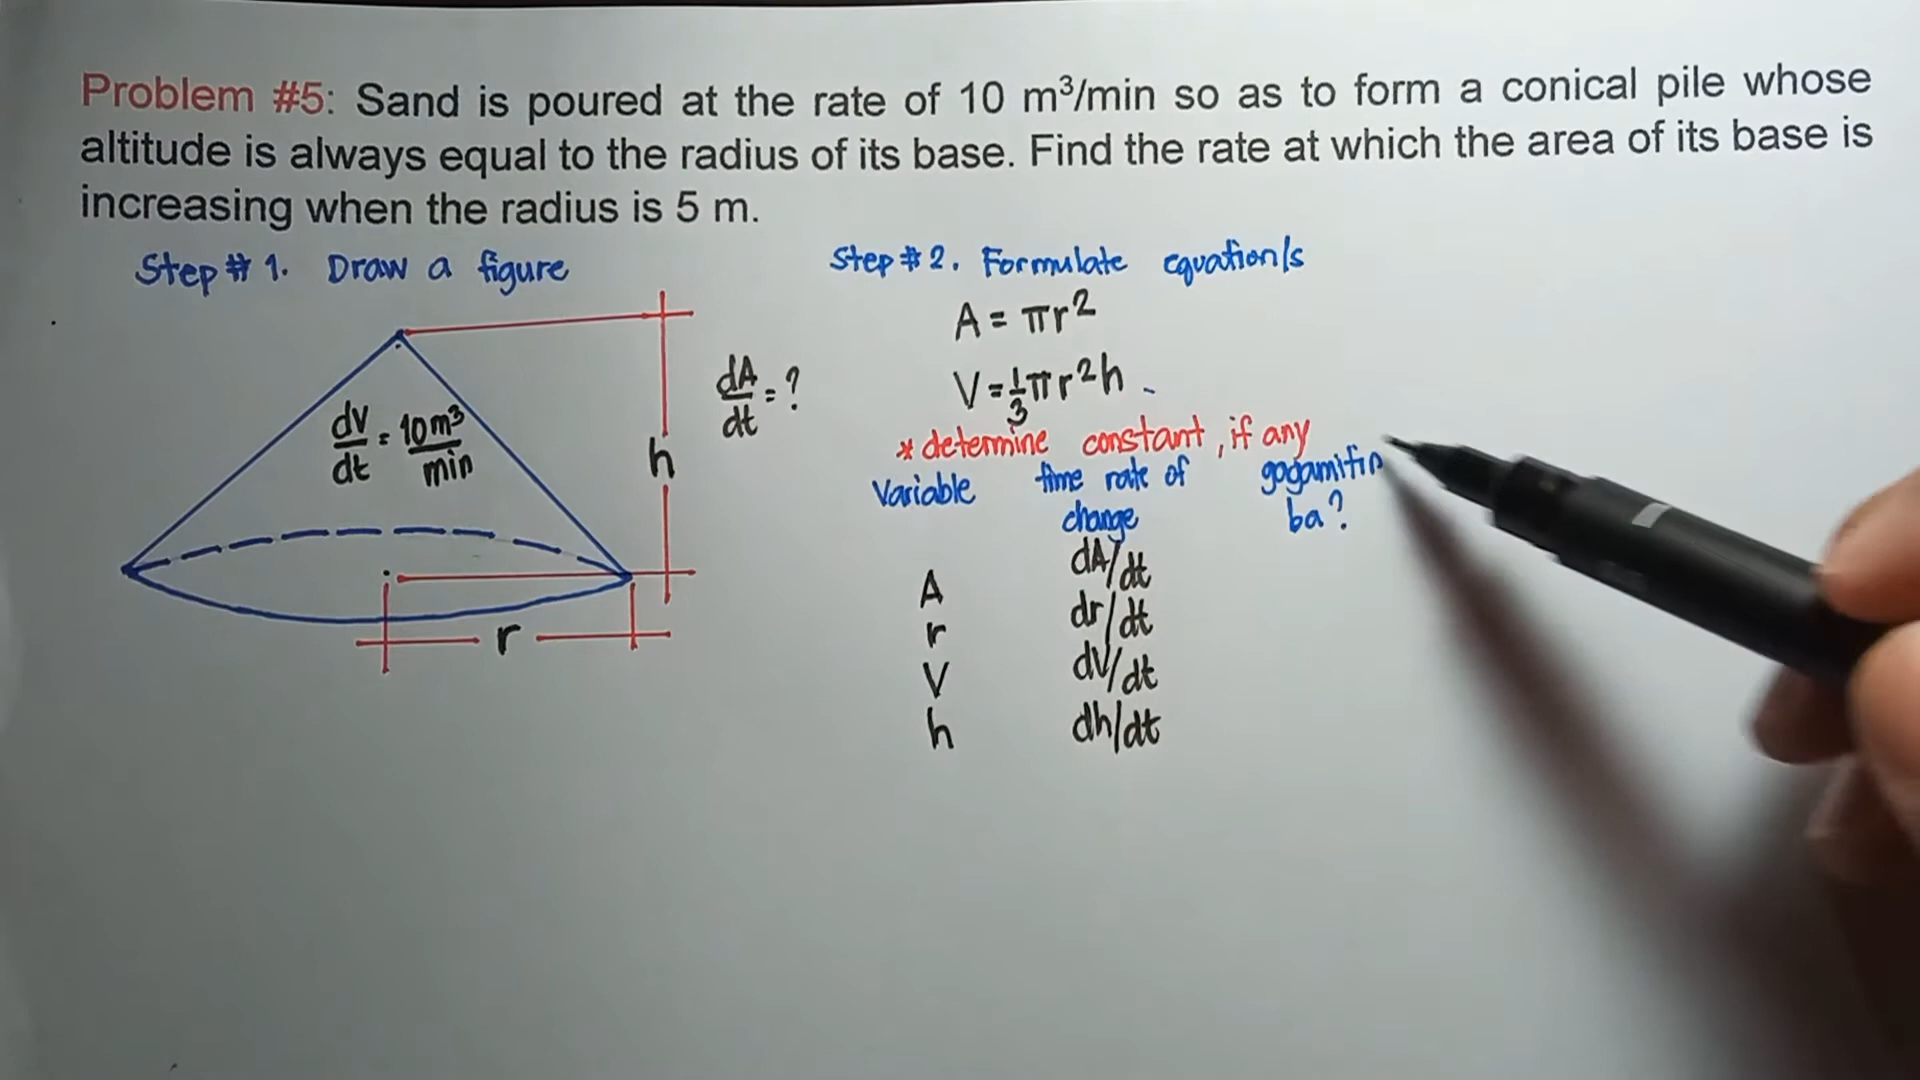 Problem #5: Sand is poured at the rate of 10 m³/min so as to form a conical pile whose
altitude is always equal to the radius of its base. Find the rate at which the area of its base is
increasing when the radius is 5 m.
Step # 1. Draw a figure
dV/dt = 10 m³/min
h
r
dA/dt = ?
Step # 2. Formulate equation/s
A = πr²
V = 1/3 πr²h
* determine constant, if any
Variable time rate of change gagamitin ba?
A dA/dt
r dr/dt
V dV/dt
h dh/dt